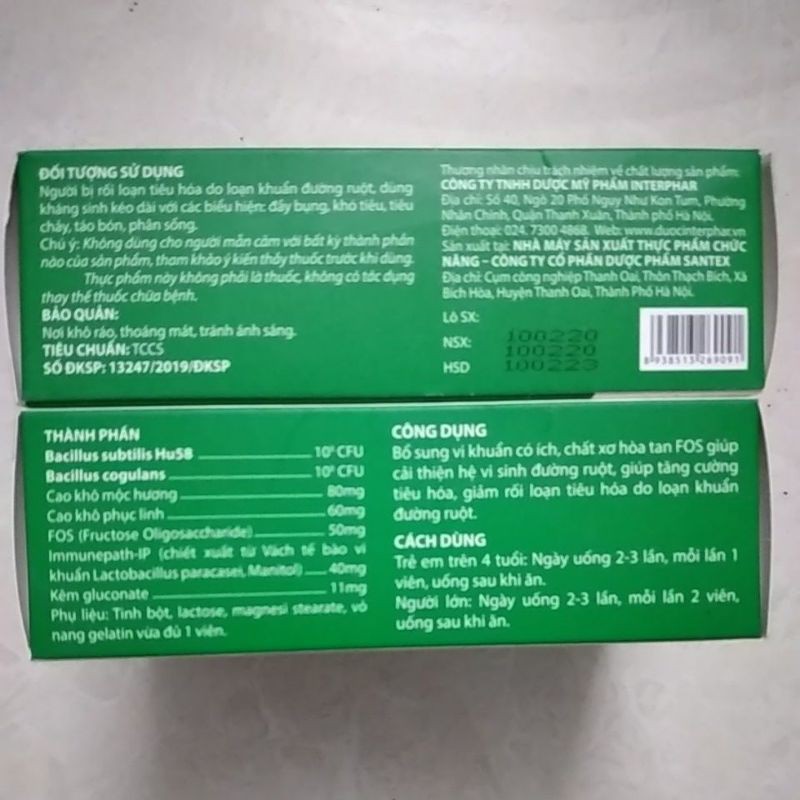 ĐỐI TƯỢNG SỬ DỤNG
Người bị rối loạn tiêu hóa do loạn khuẩn đường ruột, dùng
kháng sinh kéo dài với các biểu hiện: đầy bụng, khó tiêu, tiêu
chảy, táo bón, phân sống.
Chú ý: Không dùng cho người mẫn cảm với bất kỳ thành phần
nào của sản phẩm, tham khảo ý kiến thầy thuốc trước khi dùng.
Thực phẩm này không phải là thuốc, không có tác dụng
thay thế thuốc chữa bệnh.
BẢO QUẢN:
Nơi khô ráo, thoáng mát, tránh ánh sáng.
TIÊU CHUẨN: TCCS
SỐ ĐKSP: 13247/2019/ĐKSP
Thương nhân chịu trách nhiệm về chất lượng sản phẩm:
CÔNG TY TNHH DƯỢC MỸ PHẨM INTERPHAR
Địa chỉ: Số 40, Ngõ 20 Phố Ngụy Như Kon Tum, Phường
Nhân Chính, Quận Thanh Xuân, Thành phố Hà Nội.
Điện thoại: 024. 7300 4868. Web: www.duocinterphar.vn
Sản xuất tại: NHÀ MÁY SẢN XUẤT THỰC PHẨM CHỨC
NĂNG – CÔNG TY CỔ PHẦN DƯỢC PHẨM SANTEX
Địa chỉ: Cụm công nghiệp Thanh Oai, Thôn Thạch Bích, Xã
Bích Hòa, Huyện Thanh Oai, Thành Phố Hà Nội.
Lô SX: 100220
NSX: 100220
HSD 100223
8 938513 269091
THÀNH PHẦN
Bacillus subtilis Hu58 10⁸ CFU
Bacillus cogulans 10⁸ CFU
Cao khô mộc hương 80mg
Cao khô phục linh 60mg
FOS (Fructose Oligosaccharide) 50mg
Immunepath-IP (chiết xuất từ Vách tế bào vi
khuẩn Lactobacillus paracasei, Manitol) 40mg
Kẽm gluconate 11mg
Phụ liệu: Tinh bột, lactose, magnesi stearate, vỏ
nang gelatin vừa đủ 1 viên.
CÔNG DỤNG
Bổ sung vi khuẩn có ích, chất xơ hòa tan FOS giúp
cải thiện hệ vi sinh đường ruột, giúp tăng cường
tiêu hóa, giảm rối loạn tiêu hóa do loạn khuẩn
đường ruột.
CÁCH DÙNG
Trẻ em trên 4 tuổi: Ngày uống 2-3 lần, mỗi lần 1
viên, uống sau khi ăn.
Người lớn: Ngày uống 2-3 lần, mỗi lần 2 viên,
uống sau khi ăn.